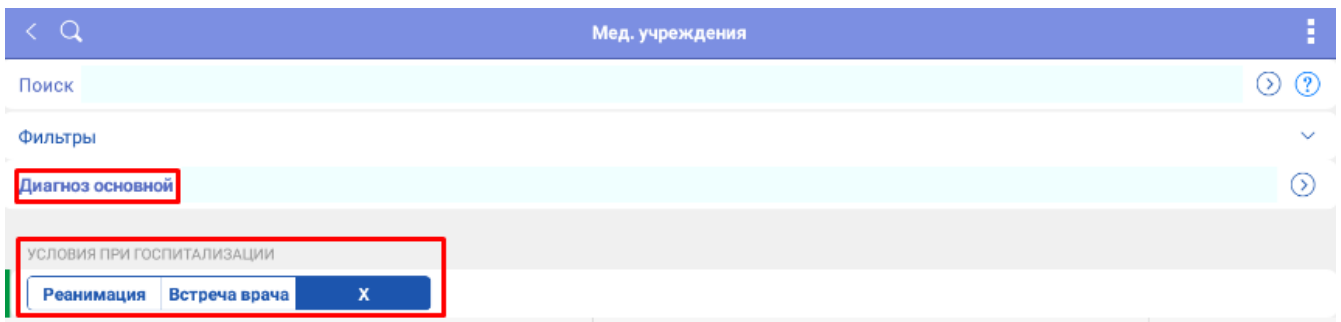 Мед. учреждения
Поиск
Фильтры
Диагноз основной
УСЛОВИЯ ПРИ ГОСПИТАЛИЗАЦИИ
Реанимация Встреча врача X